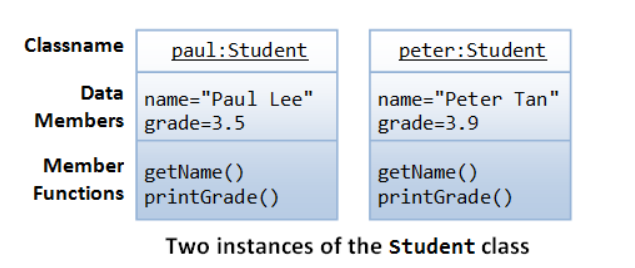 Classname
paul:Student
peter:Student
Data
Members
name="Paul Lee"
grade=3.5
name="Peter Tan"
grade=3.9
Member
Functions
getName()
printGrade()
getName()
printGrade()
Two instances of the Student class